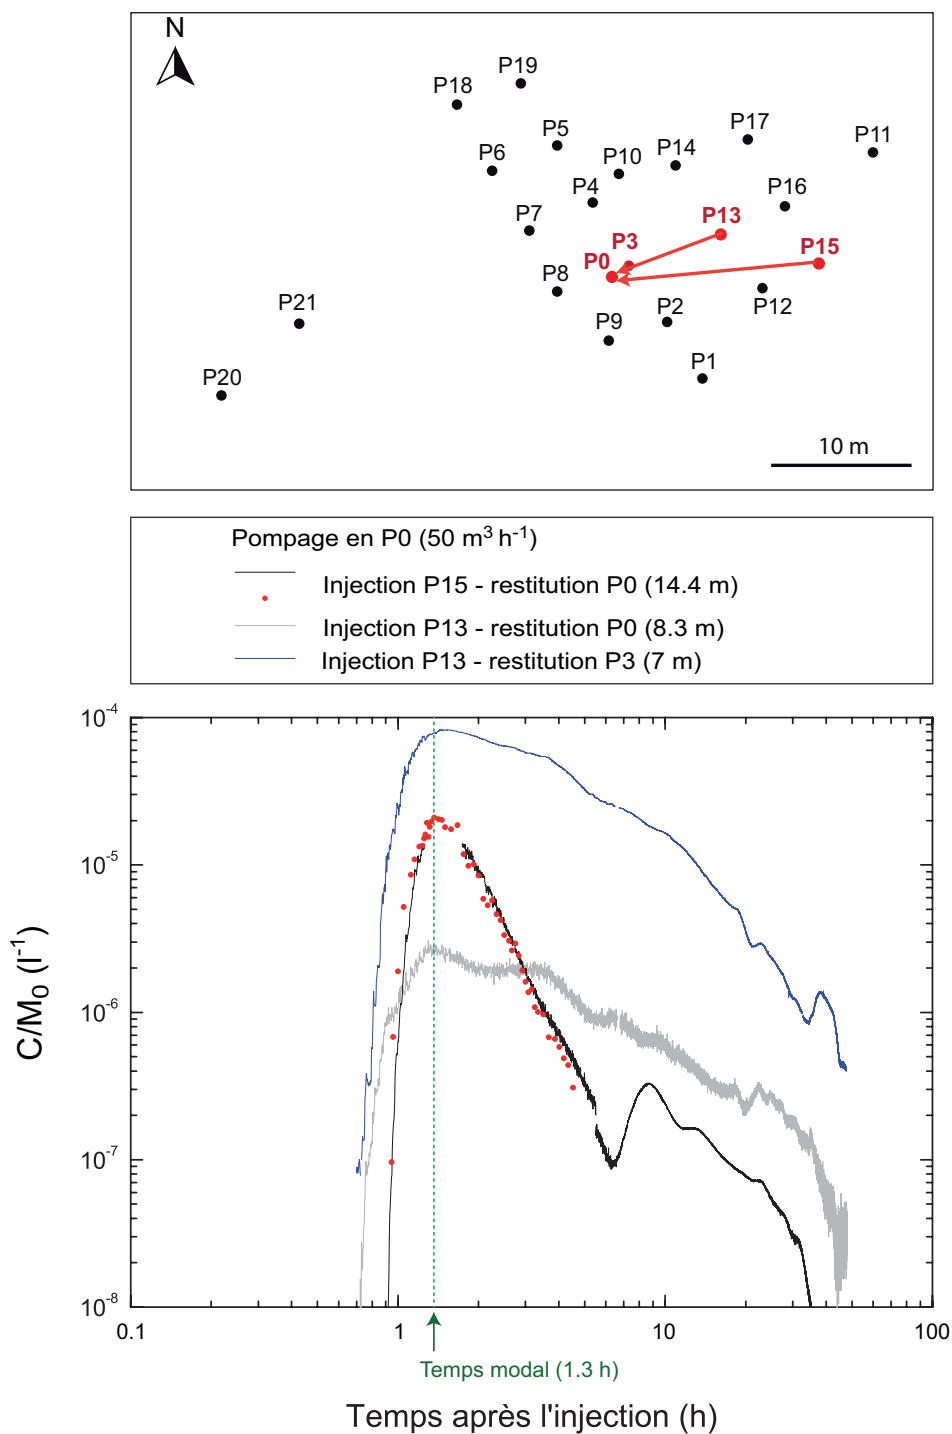 N
P19
P18
P17
P5
P11
P14
P6
P10
P16
P4
P13
P7
P3
P15
P0
P8
P21
P12
P2
P9
P1
P20
10 m
Pompage en P0 (50 m³ h⁻¹)
Injection P15 - restitution P0 (14.4 m)
Injection P13 - restitution P0 (8.3 m)
Injection P13 - restitution P3 (7 m)
10⁻⁴
10⁻⁵
10⁻⁶
10⁻⁷
10⁻⁸
C/M₀ (l⁻¹)
0.1 1 10 100
Temps modal (1.3 h)
Temps après l'injection (h)